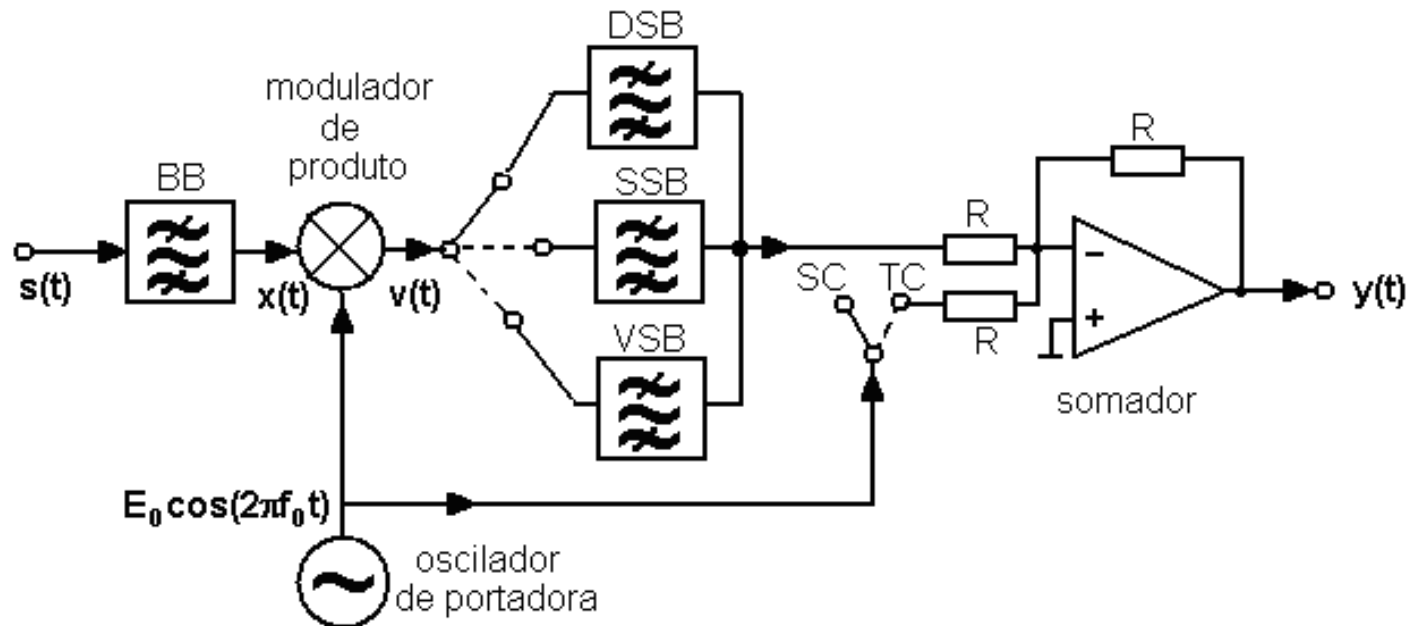 DSB
modulador
de
produto
BB
SSB
R
R
SC
TC
s(t)
x(t)
v(t)
−
+
y(t)
R
VSB
somador
E₀cos(2πf₀t)
oscilador
de portadora